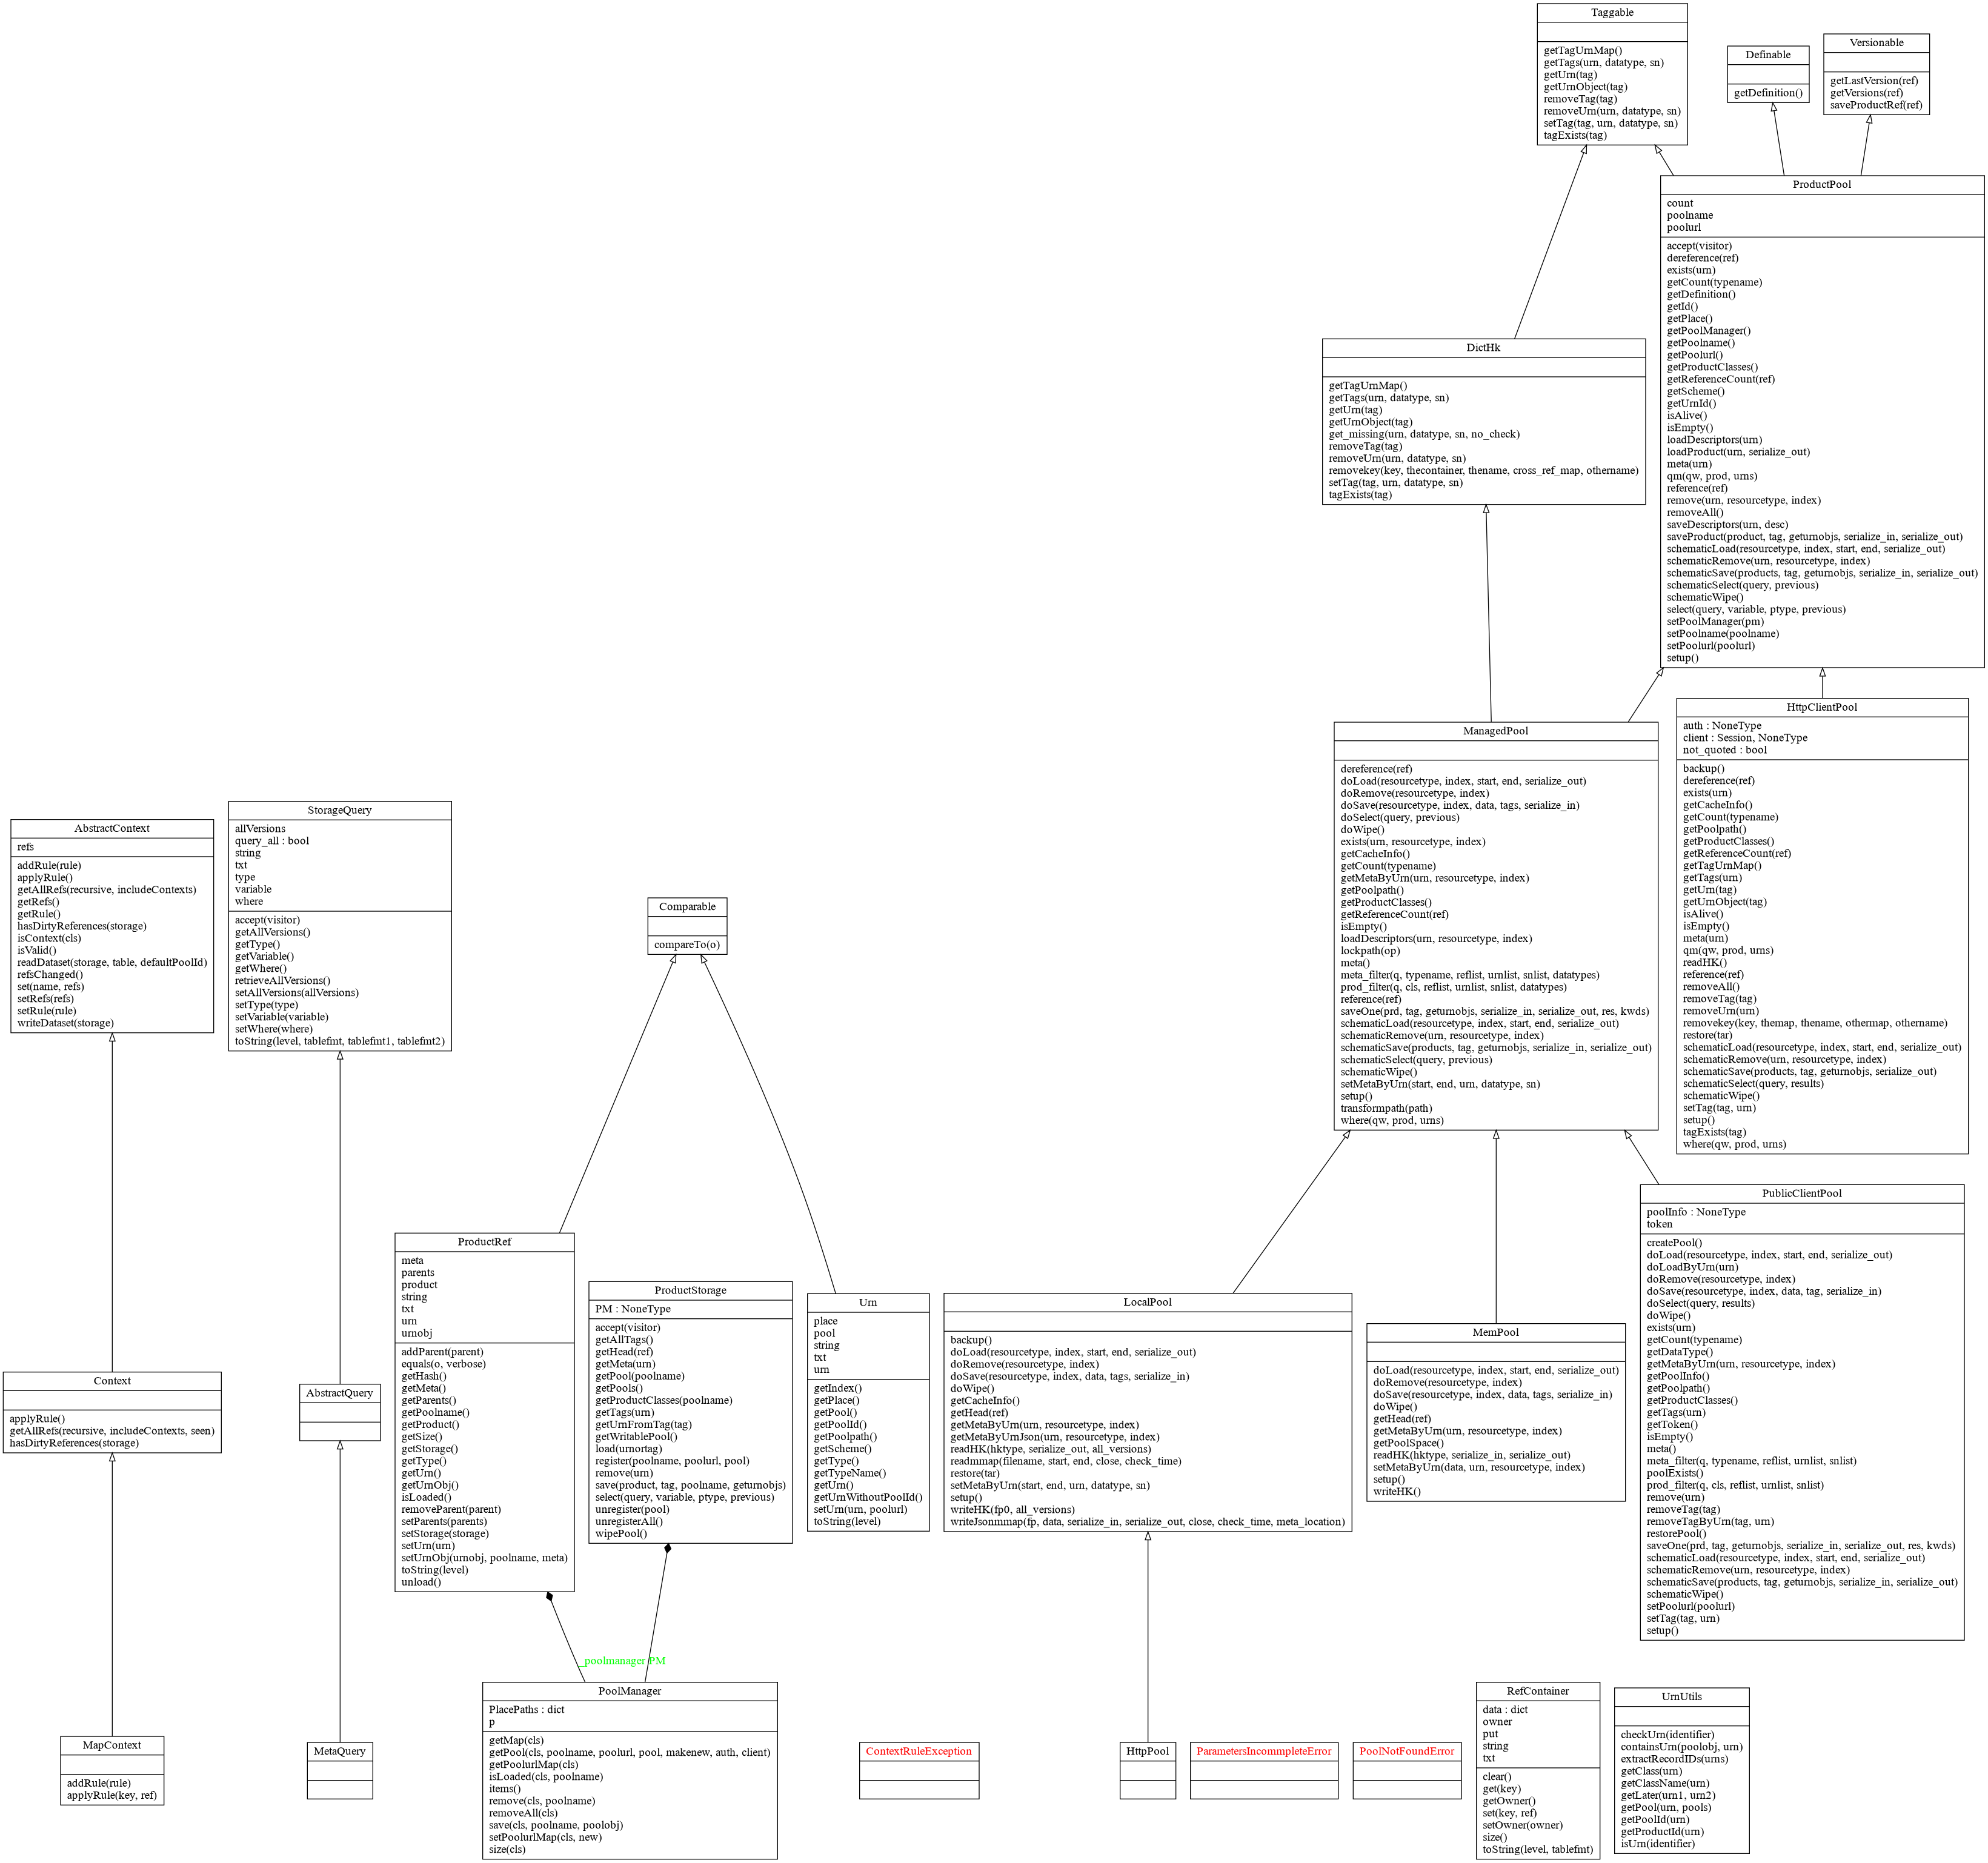 Taggable
getTagUrnMap()
getTags(urn, datatype, sn)
getUrn(tag)
getUrnObject(tag)
removeTag(tag)
removeUrn(urn, datatype, sn)
setTag(tag, urn, datatype, sn)
tagExists(tag)
Definable
getDefinition()
Versionable
getLastVersion(ref)
getVersions(ref)
saveProductRef(ref)
ProductPool
count
poolname
poolurl
accept(visitor)
dereference(ref)
exists(urn)
getCount(typename)
getDefinition()
getId()
getPlace()
getPoolManager()
getPoolname()
getPoolurl()
getProductClasses()
getReferenceCount(ref)
getScheme()
getUrnId()
isAlive()
isEmpty()
loadDescriptors(urn)
loadProduct(urn, serialize_out)
meta(urn)
qm(qw, prod, urns)
reference(ref)
remove(urn, resourcetype, index)
removeAll()
saveDescriptors(urn, desc)
saveProduct(product, tag, geturnobjs, serialize_in, serialize_out)
schematicLoad(resourcetype, index, start, end, serialize_out)
schematicRemove(urn, resourcetype, index)
schematicSave(products, tag, geturnobjs, serialize_in, serialize_out)
schematicSelect(query, previous)
schematicWipe()
select(query, variable, ptype, previous)
setPoolManager(pm)
setPoolname(poolname)
setPoolurl(poolurl)
setup()
DictHk
getTagUrnMap()
getTags(urn, datatype, sn)
getUrn(tag)
getUrnObject(tag)
get_missing(urn, datatype, sn, no_check)
removeTag(tag)
removeUrn(urn, datatype, sn)
removekey(key, thecontainer, thename, cross_ref_map, othername)
setTag(tag, urn, datatype, sn)
tagExists(tag)
ManagedPool
dereference(ref)
doLoad(resourcetype, index, start, end, serialize_out)
doRemove(resourcetype, index)
doSave(resourcetype, index, data, tags, serialize_in)
doSelect(query, previous)
doWipe()
exists(urn, resourcetype, index)
getCacheInfo()
getCount(typename)
getMetaByUrn(urn, resourcetype, index)
getPoolpath()
getProductClasses()
getReferenceCount(ref)
isEmpty()
loadDescriptors(urn, resourcetype, index)
lockpath(op)
meta()
meta_filter(q, typename, reflist, urnlist, snlist, datatypes)
prod_filter(q, cls, reflist, urnlist, snlist, datatypes)
reference(ref)
saveOne(prd, tag, geturnobjs, serialize_in, serialize_out, res, kwds)
schematicLoad(resourcetype, index, start, end, serialize_out)
schematicRemove(urn, resourcetype, index)
schematicSave(products, tag, geturnobjs, serialize_in, serialize_out)
schematicSelect(query, previous)
schematicWipe()
setMetaByUrn(start, end, urn, datatype, sn)
setup()
transformpath(path)
where(qw, prod, urns)
HttpClientPool
auth : NoneType
client : Session, NoneType
not_quoted : bool
backup()
dereference(ref)
exists(urn)
getCacheInfo()
getCount(typename)
getPoolpath()
getProductClasses()
getReferenceCount(ref)
getTagUrnMap()
getTags(urn)
getUrn(tag)
getUrnObject(tag)
isAlive()
isEmpty()
meta(urn)
qm(qw, prod, urns)
readHK()
reference(ref)
removeAll()
removeTag(tag)
removeUrn(urn)
removekey(key, themap, thename, othermap, othername)
restore(tar)
schematicLoad(resourcetype, index, start, end, serialize_out)
schematicRemove(urn, resourcetype, index)
schematicSave(products, tag, geturnobjs, serialize_out)
schematicSelect(query, results)
schematicWipe()
setTag(tag, urn)
setup()
tagExists(tag)
where(qw, prod, urns)
AbstractContext
refs
addRule(rule)
applyRule()
getAllRefs(recursive, includeContexts)
getRefs()
getRule()
hasDirtyReferences(storage)
isContext(cls)
isValid()
readDataset(storage, table, defaultPoolId)
refsChanged()
set(name, refs)
setRefs(refs)
setRule(rule)
writeDataset(storage)
StorageQuery
allVersions
query_all : bool
string
txt
type
variable
where
accept(visitor)
getAllVersions()
getType()
getVariable()
getWhere()
retrieveAllVersions()
setAllVersions(allVersions)
setType(type)
setVariable(variable)
setWhere(where)
toString(level, tablefmt, tablefmt1, tablefmt2)
Comparable
compareTo(o)
ProductRef
meta
parents
product
string
txt
urn
urnobj
addParent(parent)
equals(o, verbose)
getHash()
getMeta()
getParents()
getPoolname()
getProduct()
getSize()
getStorage()
getType()
getUrn()
getUrnObj()
isLoaded()
removeParent(parent)
setParents(parents)
setStorage(storage)
setUrn(urn)
setUrnObj(urnobj, poolname, meta)
toString(level)
unload()
ProductStorage
PM : NoneType
accept(visitor)
getAllTags()
getHead(ref)
getMeta(urn)
getPool(poolname)
getPools()
getProductClasses(poolname)
getTags(urn)
getUrnFromTag(tag)
getWritablePool()
load(urnortag)
register(poolname, poolurl, pool)
remove(urn)
save(product, tag, poolname, geturnobjs)
select(query, variable, ptype, previous)
unregister(pool)
unregisterAll()
wipePool()
Urn
place
pool
string
txt
urn
getIndex()
getPlace()
getPool()
getPoolId()
getPoolpath()
getScheme()
getType()
getTypeName()
getUrn()
getUrnWithoutPoolId()
setUrn(urn, poolurl)
toString(level)
LocalPool
backup()
doLoad(resourcetype, index, start, end, serialize_out)
doRemove(resourcetype, index)
doSave(resourcetype, index, data, tags, serialize_in)
doWipe()
getCacheInfo()
getHead(ref)
getMetaByUrn(urn, resourcetype, index)
getMetaByUrnJson(urn, resourcetype, index)
readHK(hktype, serialize_out, all_versions)
readmmap(filename, start, end, close, check_time)
restore(tar)
setMetaByUrn(start, end, urn, datatype, sn)
setup()
writeHK(fp0, all_versions)
writeJsonmmap(fp, data, serialize_in, serialize_out, close, check_time, meta_location)
MemPool
doLoad(resourcetype, index, start, end, serialize_out)
doRemove(resourcetype, index)
doSave(resourcetype, index, data, tags, serialize_in)
doWipe()
getHead(ref)
getMetaByUrn(urn, resourcetype, index)
getPoolSpace()
readHK(hktype, serialize_in, serialize_out)
setMetaByUrn(data, urn, resourcetype, index)
setup()
writeHK()
PublicClientPool
poolInfo : NoneType
token
createPool()
doLoad(resourcetype, index, start, end, serialize_out)
doLoadByUrn(urn)
doRemove(resourcetype, index)
doSave(resourcetype, index, data, tag, serialize_in)
doSelect(query, results)
doWipe()
exists(urn)
getCount(typename)
getDataType()
getMetaByUrn(urn, resourcetype, index)
getPoolInfo()
getPoolpath()
getProductClasses()
getTags(urn)
getToken()
isEmpty()
meta()
meta_filter(q, typename, reflist, urnlist, snlist)
poolExists()
prod_filter(q, cls, reflist, urnlist, snlist)
remove(urn)
removeTag(tag)
removeTagByUrn(tag, urn)
restorePool()
saveOne(prd, tag, geturnobjs, serialize_in, serialize_out, res, kwds)
schematicLoad(resourcetype, index, start, end, serialize_out)
schematicRemove(urn, resourcetype, index)
schematicSave(products, tag, geturnobjs, serialize_in, serialize_out)
schematicWipe()
setPoolurl(poolurl)
setTag(tag, urn)
setup()
Context
applyRule()
getAllRefs(recursive, includeContexts, seen)
hasDirtyReferences(storage)
AbstractQuery
_poolmanager
PM
MapContext
addRule(rule)
applyRule(key, ref)
MetaQuery
PoolManager
PlacePaths : dict
p
getMap(cls)
getPool(cls, poolname, poolurl, pool, makenew, auth, client)
getPoolurlMap(cls)
isLoaded(cls, poolname)
items()
remove(cls, poolname)
removeAll(cls)
save(cls, poolname, poolobj)
setPoolurlMap(cls, new)
size(cls)
ContextRuleException
HttpPool
ParametersIncommpleteError
PoolNotFoundError
RefContainer
data : dict
owner
put
string
txt
clear()
get(key)
getOwner()
set(key, ref)
setOwner(owner)
size()
toString(level, tablefmt)
UrnUtils
checkUrn(identifier)
containsUrn(poolobj, urn)
extractRecordIDs(urns)
getClass(urn)
getClassName(urn)
getLater(urn1, urn2)
getPool(urn, pools)
getPoolId(urn)
getProductId(urn)
isUrn(identifier)